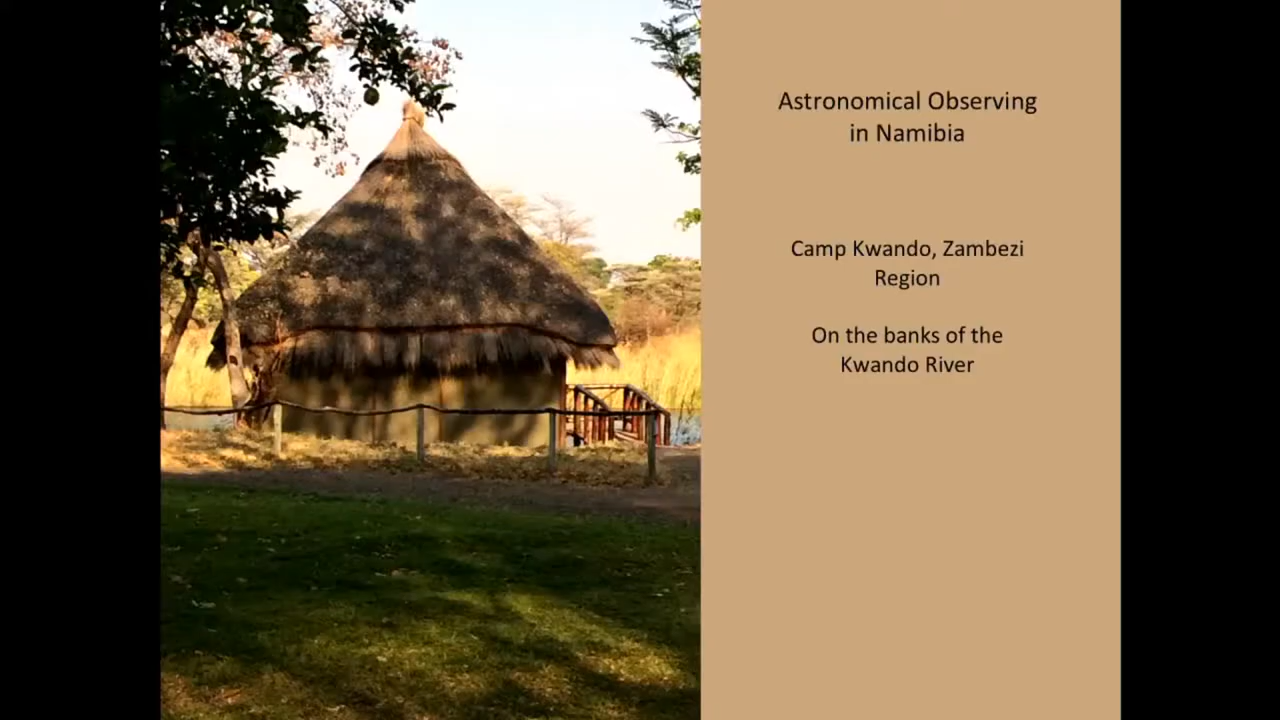 Astronomical Observing
in Namibia
Camp Kwando, Zambezi
Region
On the banks of the
Kwando River